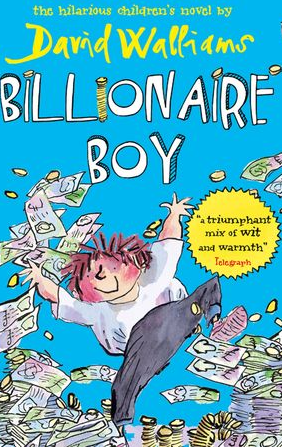 the hilarious children's novel by
David Walliams
BILLIONAIRE
BOY
"a triumphant
mix of wit
and warmth"
Telegraph